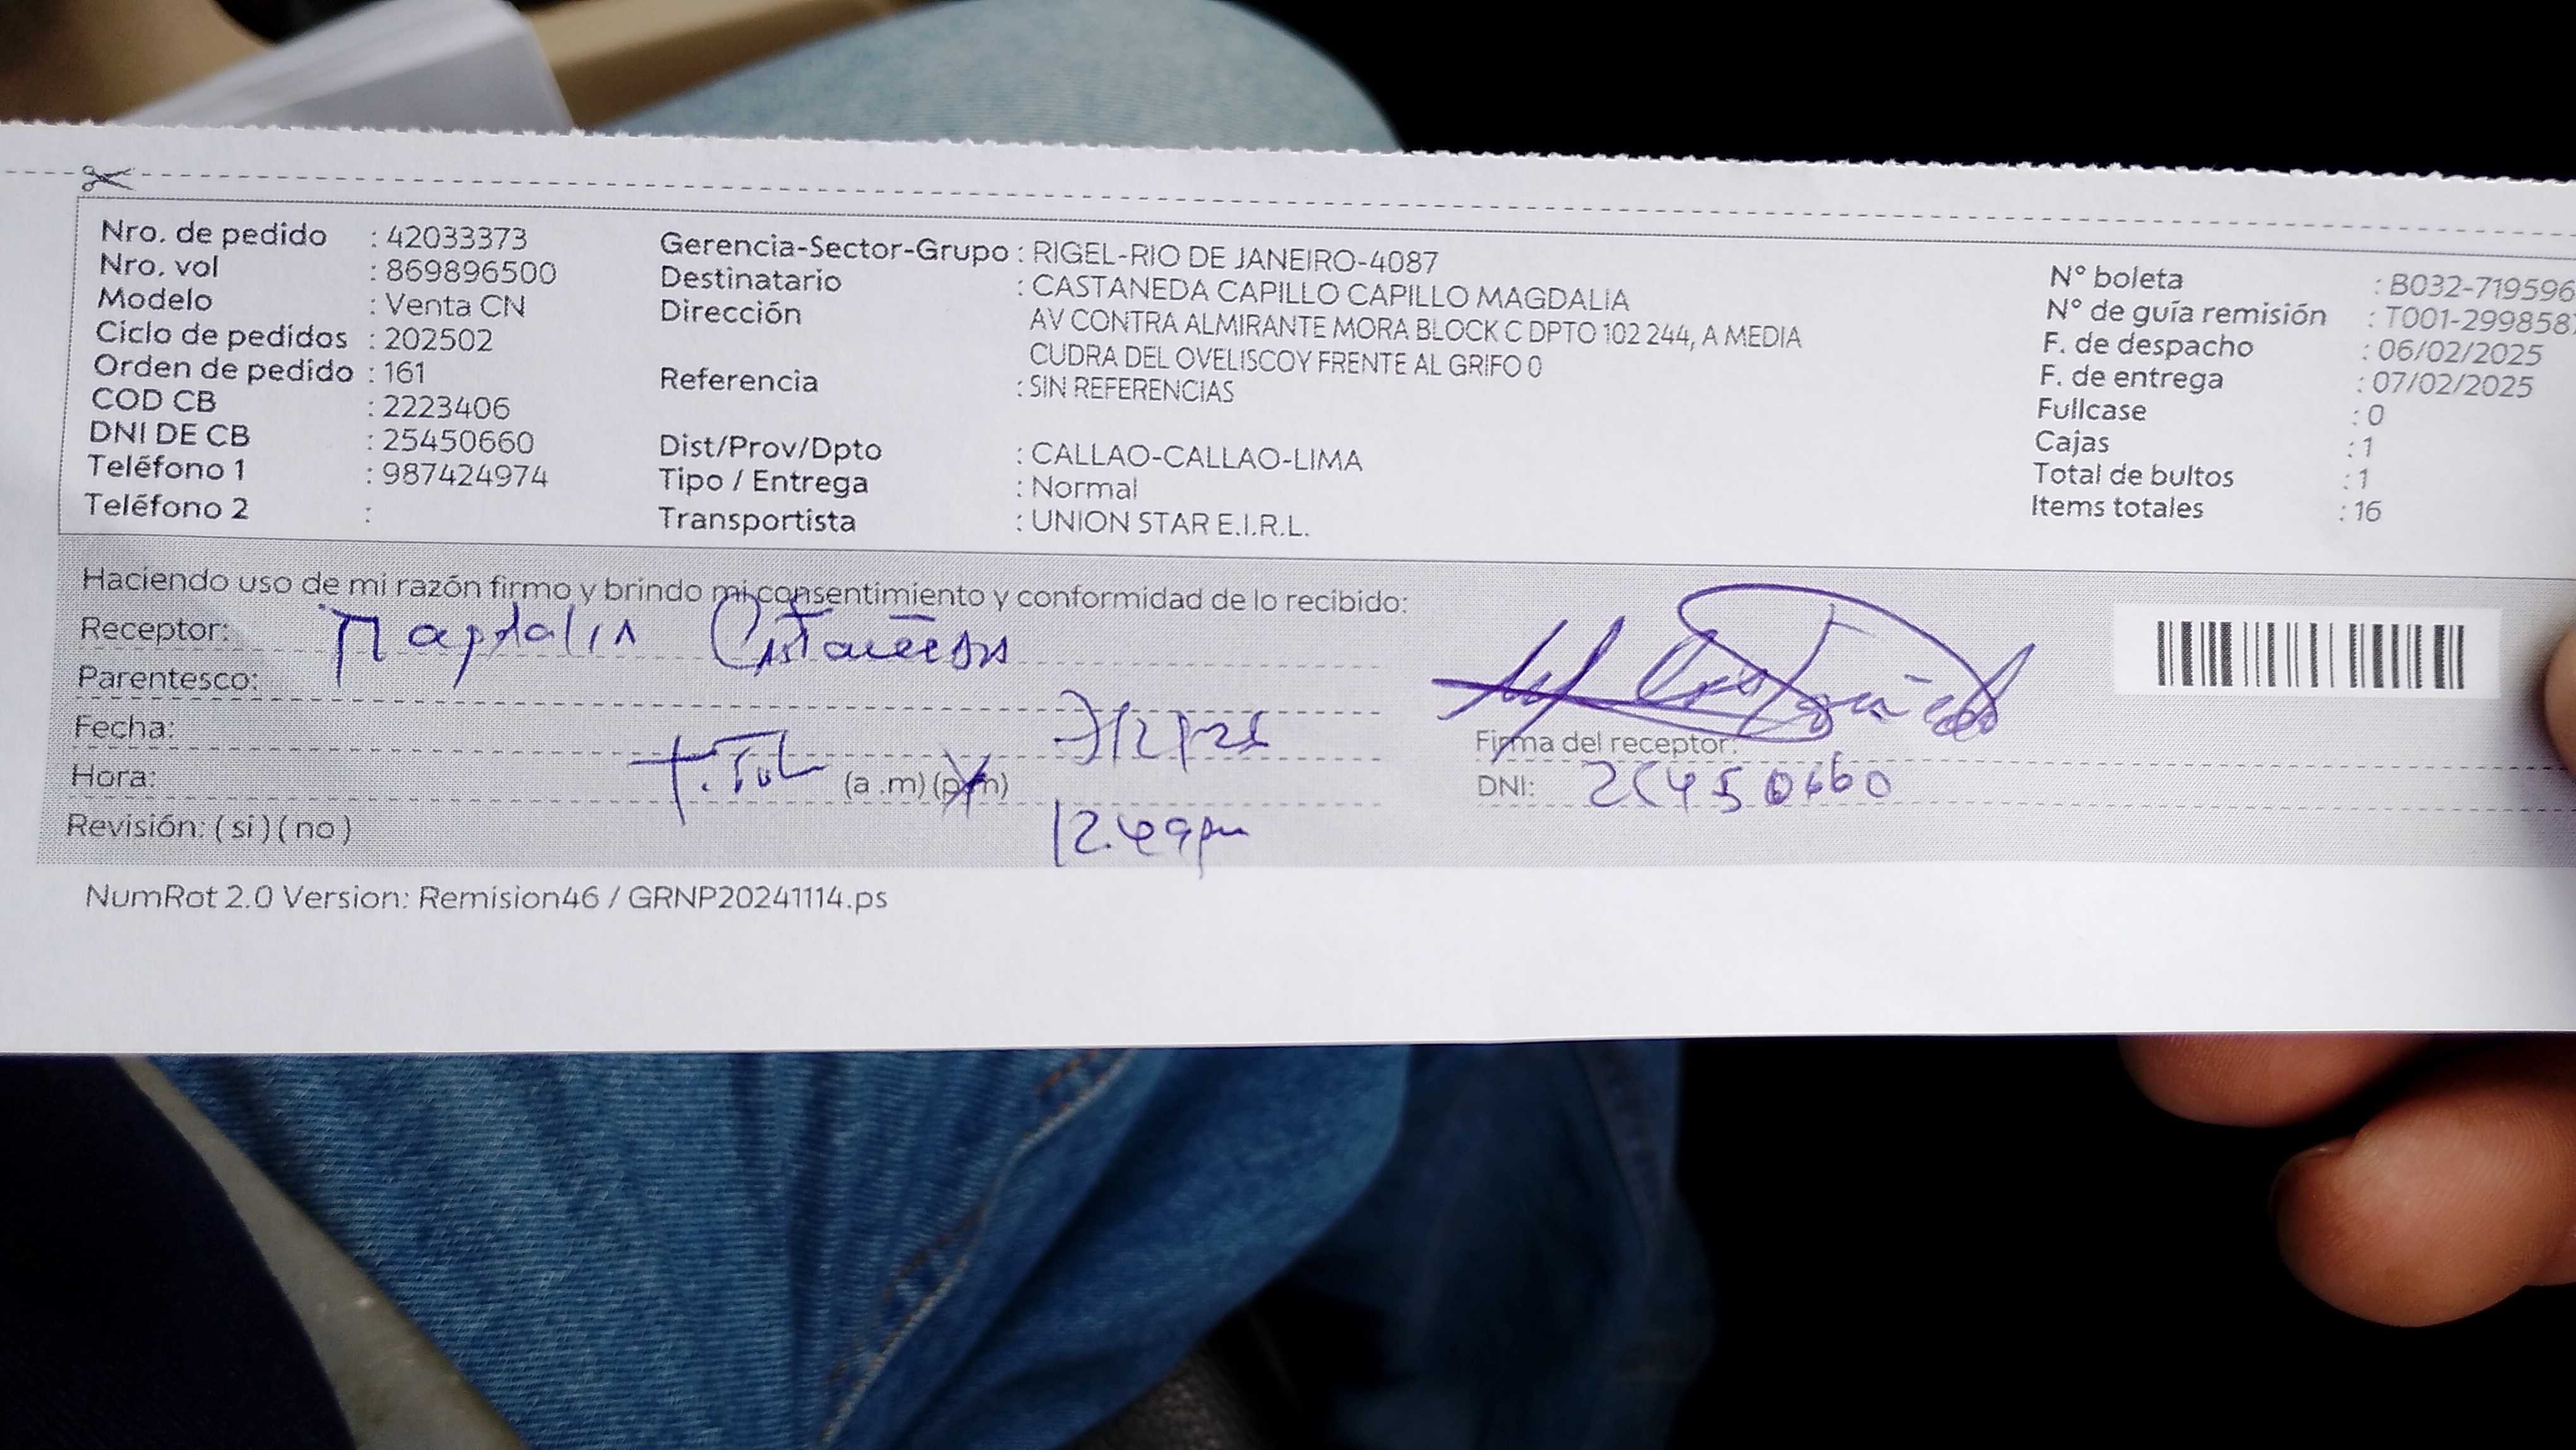 Nro. de pedido : 42033373
Nro. vol : 869896500
Modelo : Venta CN
Ciclo de pedidos : 202502
Orden de pedido : 161
COD CB : 2223406
DNI DE CB : 25450660
Teléfono 1 : 987424974
Teléfono 2 :
Gerencia-Sector-Grupo : RIGEL-RIO DE JANEIRO-4087
Destinatario : CASTANEDA CAPILLO CAPILLO MAGDALIA
Dirección AV CONTRA ALMIRANTE MORA BLOCK C DPTO 102 244, A MEDIA
CUDRA DEL OVELISCOY FRENTE AL GRIFO 0
Referencia : SIN REFERENCIAS
Dist/Prov/Dpto : CALLAO-CALLAO-LIMA
Tipo / Entrega : Normal
Transportista : UNION STAR E.I.R.L.
N° boleta : B032-719596
N° de guía remisión : T001-299858
F. de despacho : 06/02/2025
F. de entrega : 07/02/2025
Fullcase : 0
Cajas : 1
Total de bultos : 1
Items totales : 16
Haciendo uso de mi razón firmo y brindo mi consentimiento y conformidad de lo recibido:
Receptor: Magdalia Castañeda
Parentesco:
Fecha: 7/2/25
Hora: (a .m) (p.m) 12.49pm
Revisión: ( si ) ( no )
Firma del receptor:
DNI: 25450660
NumRot 2.0 Version: Remision46 / GRNP20241114.ps